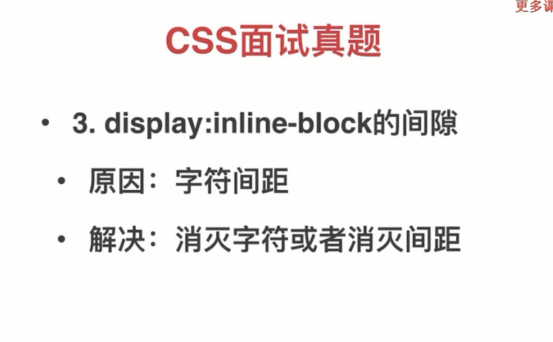 更多课
CSS面试真题
• 3. display:inline-block的间隙
• 原因：字符间距
• 解决：消灭字符或者消灭间距